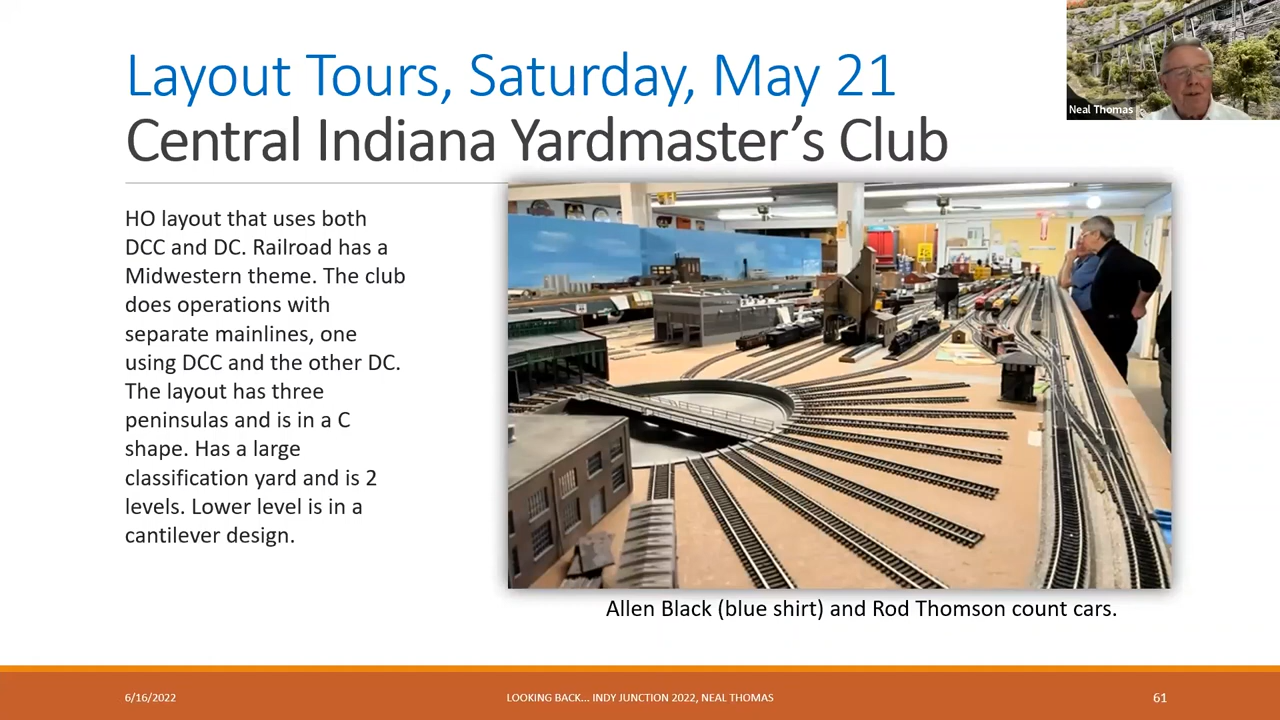 Layout Tours, Saturday, May 21
Central Indiana Yardmaster’s Club
Neal Thomas
HO layout that uses both
DCC and DC. Railroad has a
Midwestern theme. The club
does operations with
separate mainlines, one
using DCC and the other DC.
The layout has three
peninsulas and is in a C
shape. Has a large
classification yard and is 2
levels. Lower level is in a
cantilever design.
Allen Black (blue shirt) and Rod Thomson count cars.
6/16/2022
LOOKING BACK... INDY JUNCTION 2022, NEAL THOMAS
61